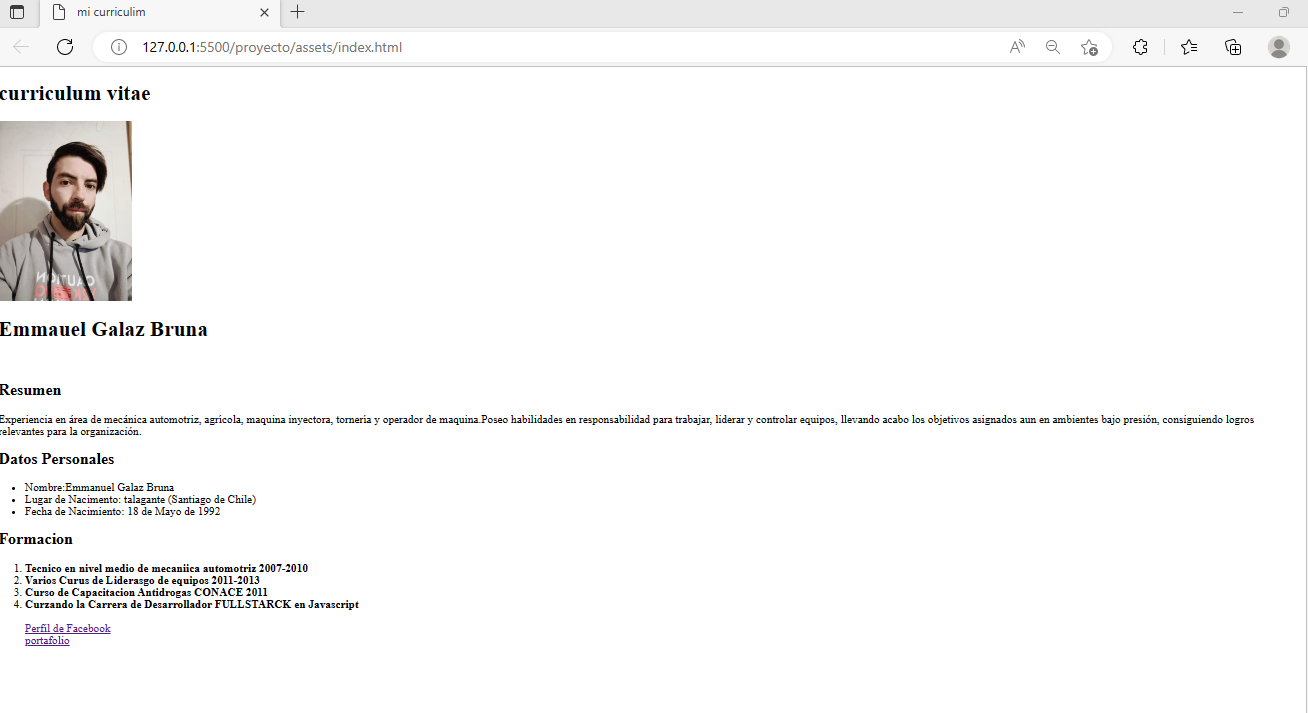 mi curriculim
127.0.0.1:5500/proyecto/assets/index.html
curriculum vitae
Emmauel Galaz Bruna
Resumen
Experiencia en área de mecánica automotriz, agrícola, maquina inyectora, tornería y operador de maquina.Poseo habilidades en responsabilidad para trabajar, liderar y controlar equipos, llevando acabo los objetivos asignados aun en ambientes bajo presión, consiguiendo logros
relevantes para la organización.
Datos Personales
Nombre:Emmanuel Galaz Bruna
Lugar de Nacimento: talagante (Santiago de Chile)
Fecha de Nacimiento: 18 de Mayo de 1992
Formacion
1. Tecnico en nivel medio de mecaniica automotriz 2007-2010
2. Varios Curus de Liderasgo de equipos 2011-2013
3. Curso de Capacitacion Antidrogas CONACE 2011
4. Curzando la Carrera de Desarrollador FULLSTARCK en Javascript
Perfil de Facebook
portafolio